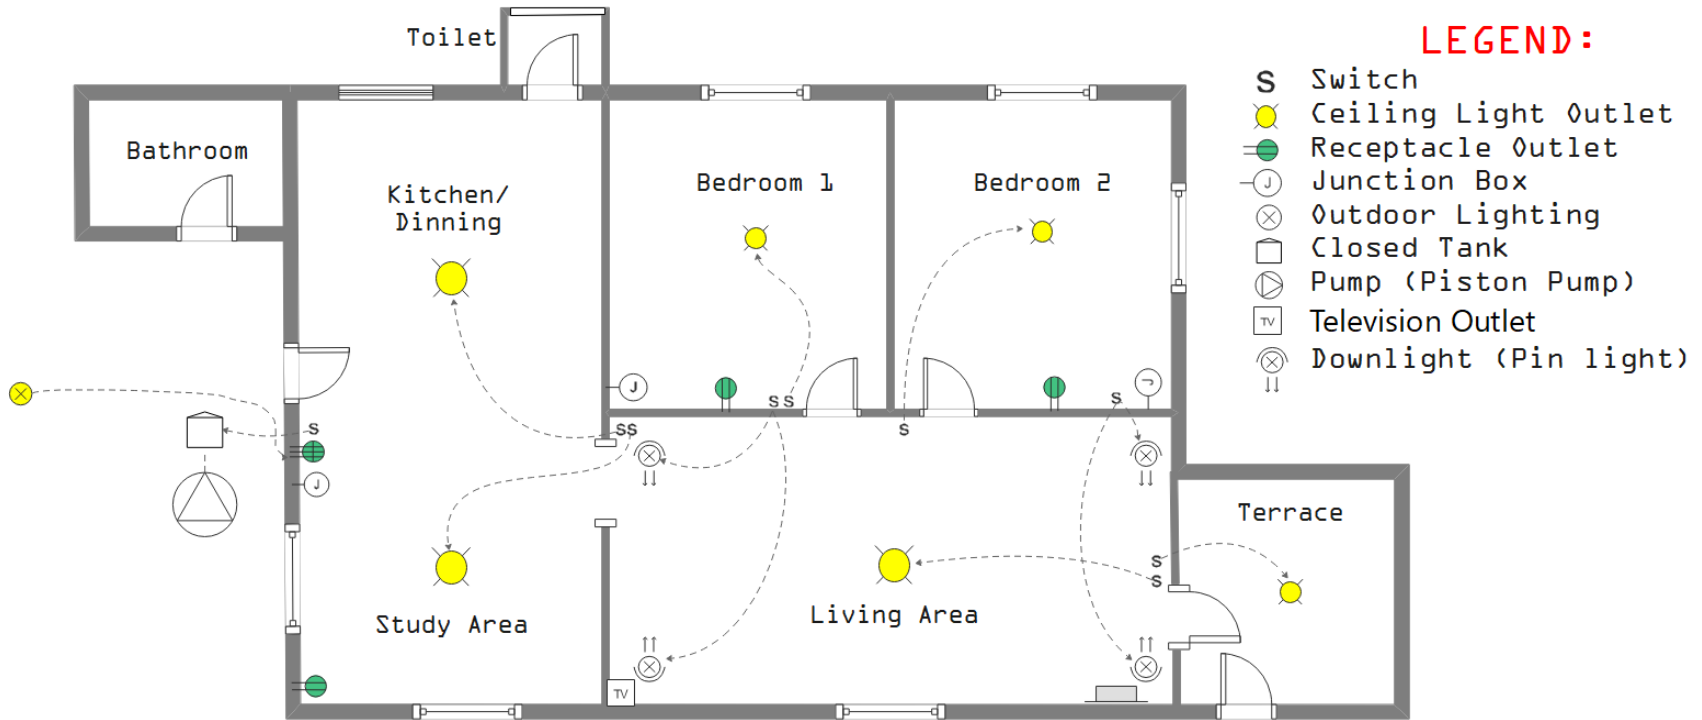 Toilet
LEGEND:
S Switch
Ceiling Light Outlet
Receptacle Outlet
J Junction Box
Outdoor Lighting
Closed Tank
Pump (Piston Pump)
TV Television Outlet
Downlight (Pin light)
Bathroom
Kitchen/
Dinning
Bedroom 1
Bedroom 2
J
J
S S
S
S
SS
S
J
Terrace
S
S
Living Area
Study Area
TV